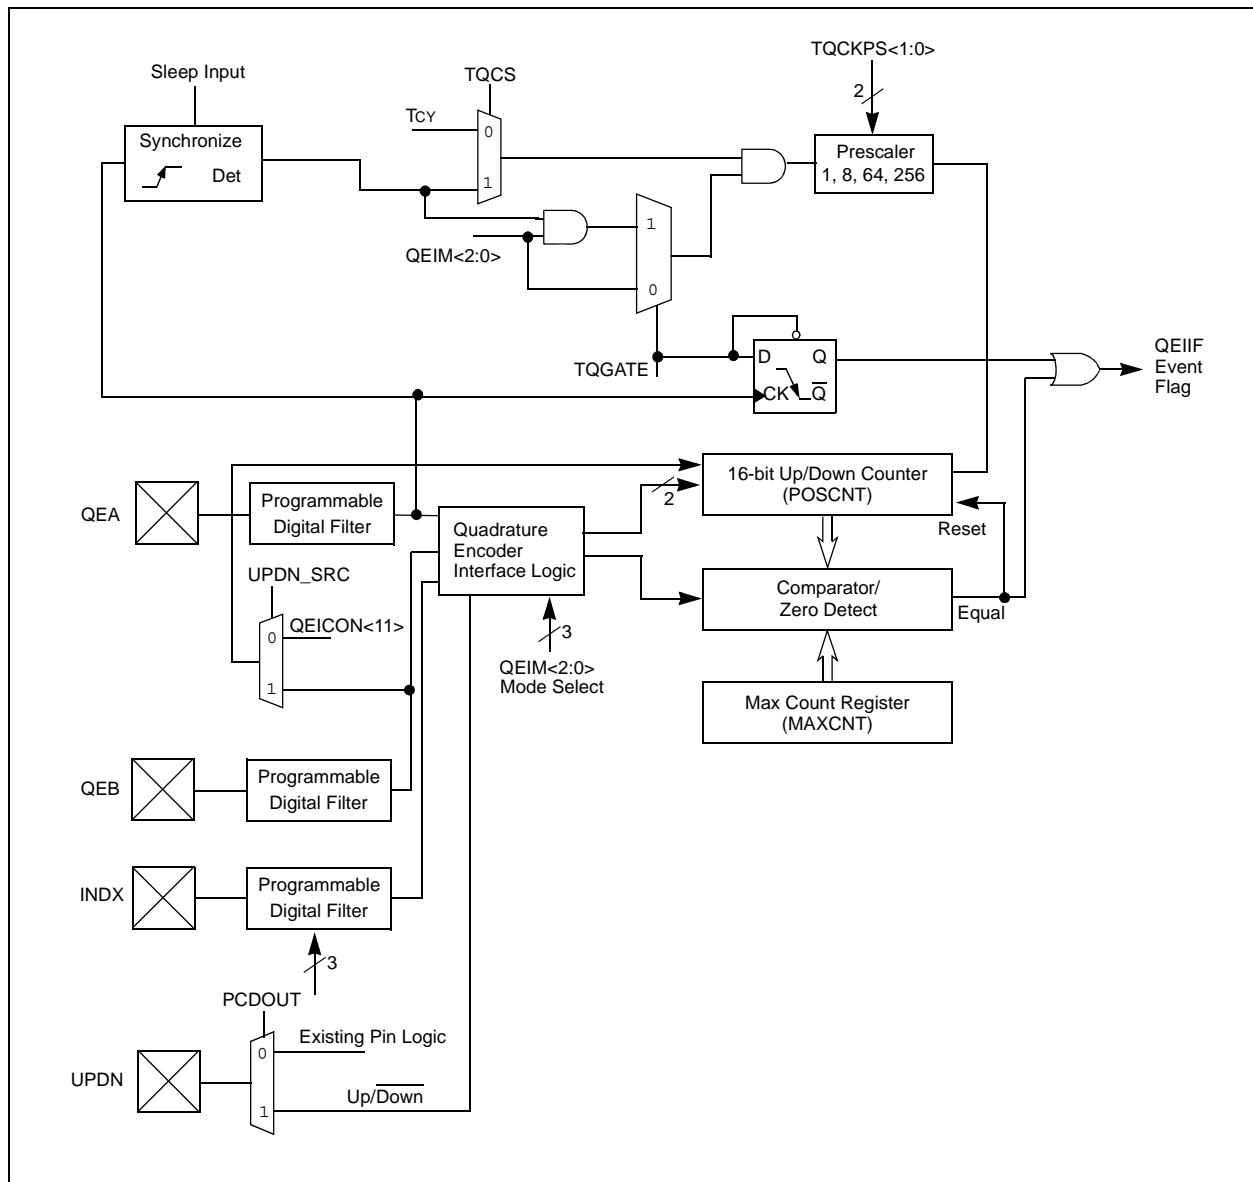 TQCKPS<1:0>
Sleep Input
TQCS
2
TCY
0
Synchronize
Det
1
Prescaler
1, 8, 64, 256
1
QEIM<2:0>
0
D
Q
QEIIF
Event
Flag
TQGATE
CK
Q
16-bit Up/Down Counter
(POSCNT)
2
QEA
Programmable
Digital Filter
Quadrature
Encoder
Interface Logic
Reset
UPDN_SRC
Comparator/
Zero Detect
Equal
0
QEICON<11>
3
1
QEIM<2:0>
Mode Select
Max Count Register
(MAXCNT)
QEB
Programmable
Digital Filter
INDX
Programmable
Digital Filter
3
PCDOUT
0
Existing Pin Logic
UPDN
1
Up/Down